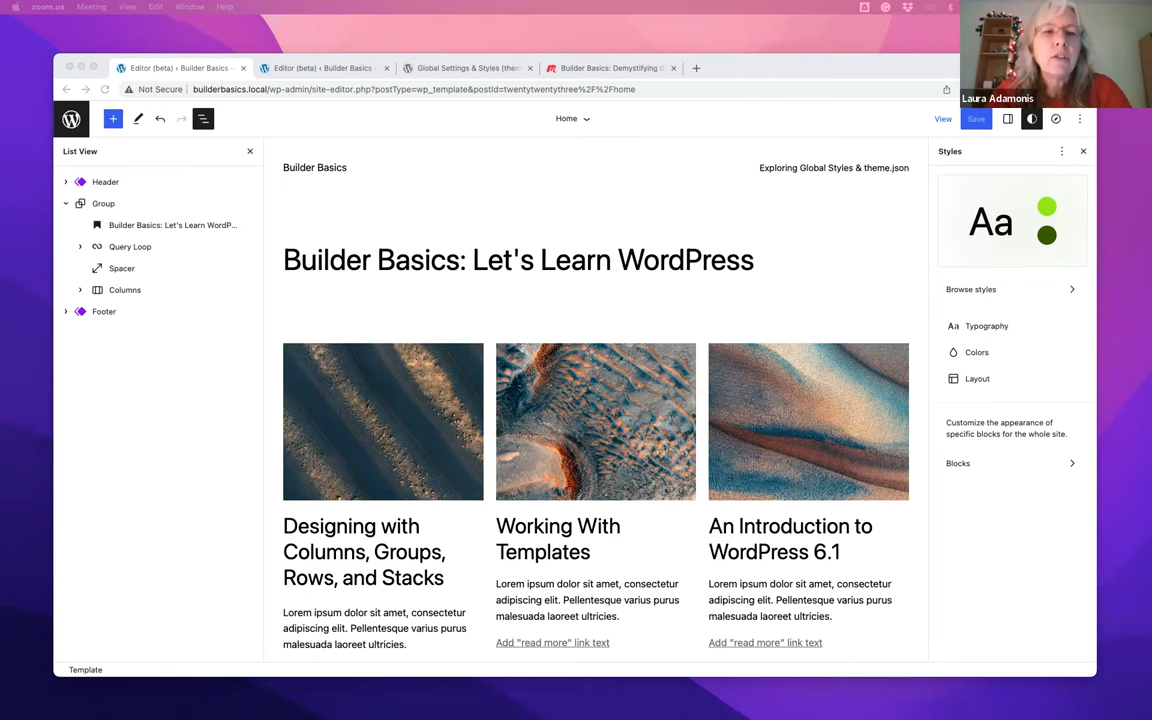 zoom.us Meeting View Edit Window Help
Laura Adamonis
Editor (beta) ‹ Builder Basics –
Editor (beta) ‹ Builder Basics –
Global Settings & Styles (them
Builder Basics: Demystifying th
Not Secure
builderbasics.local/wp-admin/site-editor.php?postType=wp_template&postId=twentytwentythree%2F%2Fhome
Home
View
Save
List View
Header
Group
Builder Basics: Let's Learn WordP...
Query Loop
Spacer
Columns
Footer
Builder Basics
Exploring Global Styles & theme.json
Builder Basics: Let's Learn WordPress
Designing with
Columns, Groups,
Rows, and Stacks
Lorem ipsum dolor sit amet, consectetur
adipiscing elit. Pellentesque varius purus
malesuada laoreet ultricies.
Working With
Templates
Lorem ipsum dolor sit amet, consectetur
adipiscing elit. Pellentesque varius purus
malesuada laoreet ultricies.
Add "read more" link text
An Introduction to
WordPress 6.1
Lorem ipsum dolor sit amet, consectetur
adipiscing elit. Pellentesque varius purus
malesuada laoreet ultricies.
Add "read more" link text
Styles
Aa
Browse styles
Aa Typography
Colors
Layout
Customize the appearance of
specific blocks for the whole site.
Blocks
Template